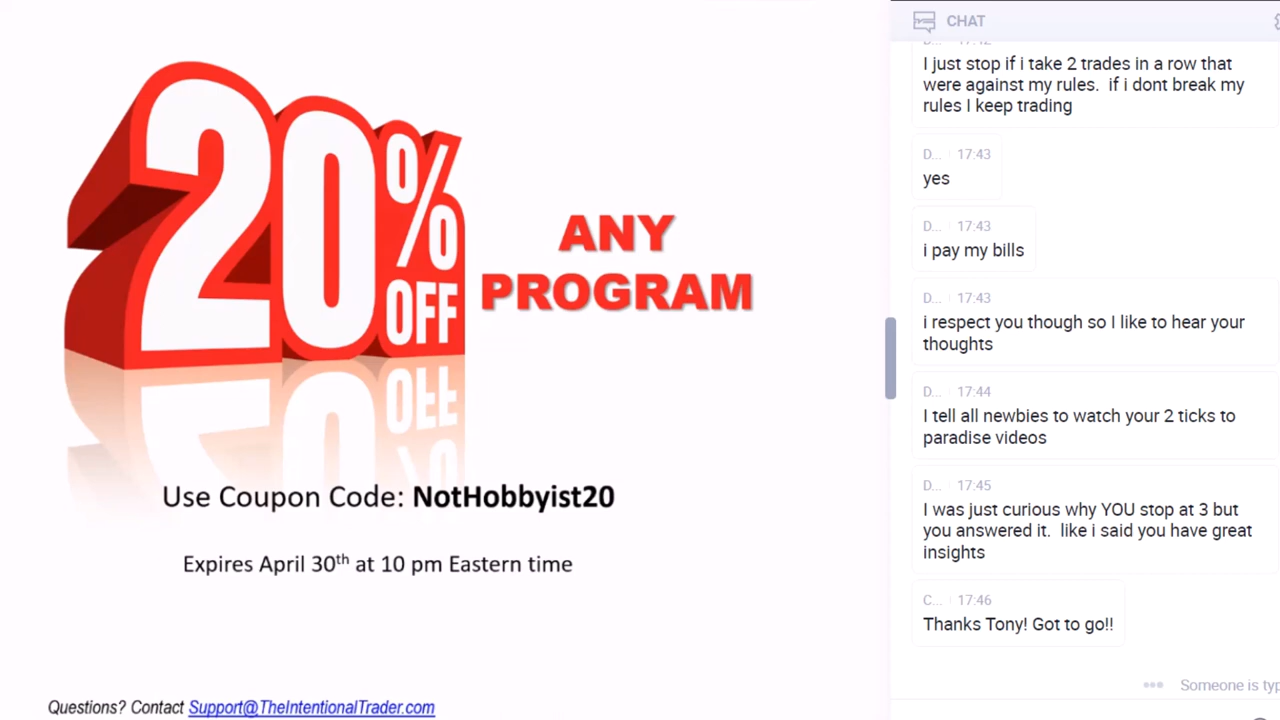 20%
OFF
ANY
PROGRAM
Use Coupon Code: NotHobbyist20
Expires April 30th at 10 pm Eastern time
Questions? Contact Support@TheIntentionalTrader.com
CHAT
I just stop if i take 2 trades in a row that
were against my rules. if i dont break my
rules I keep trading
D... 17:43
yes
D... 17:43
i pay my bills
D... 17:43
i respect you though so I like to hear your
thoughts
D... 17:44
I tell all newbies to watch your 2 ticks to
paradise videos
D... 17:45
I was just curious why YOU stop at 3 but
you answered it. like i said you have great
insights
C... 17:46
Thanks Tony! Got to go!!
Someone is typ